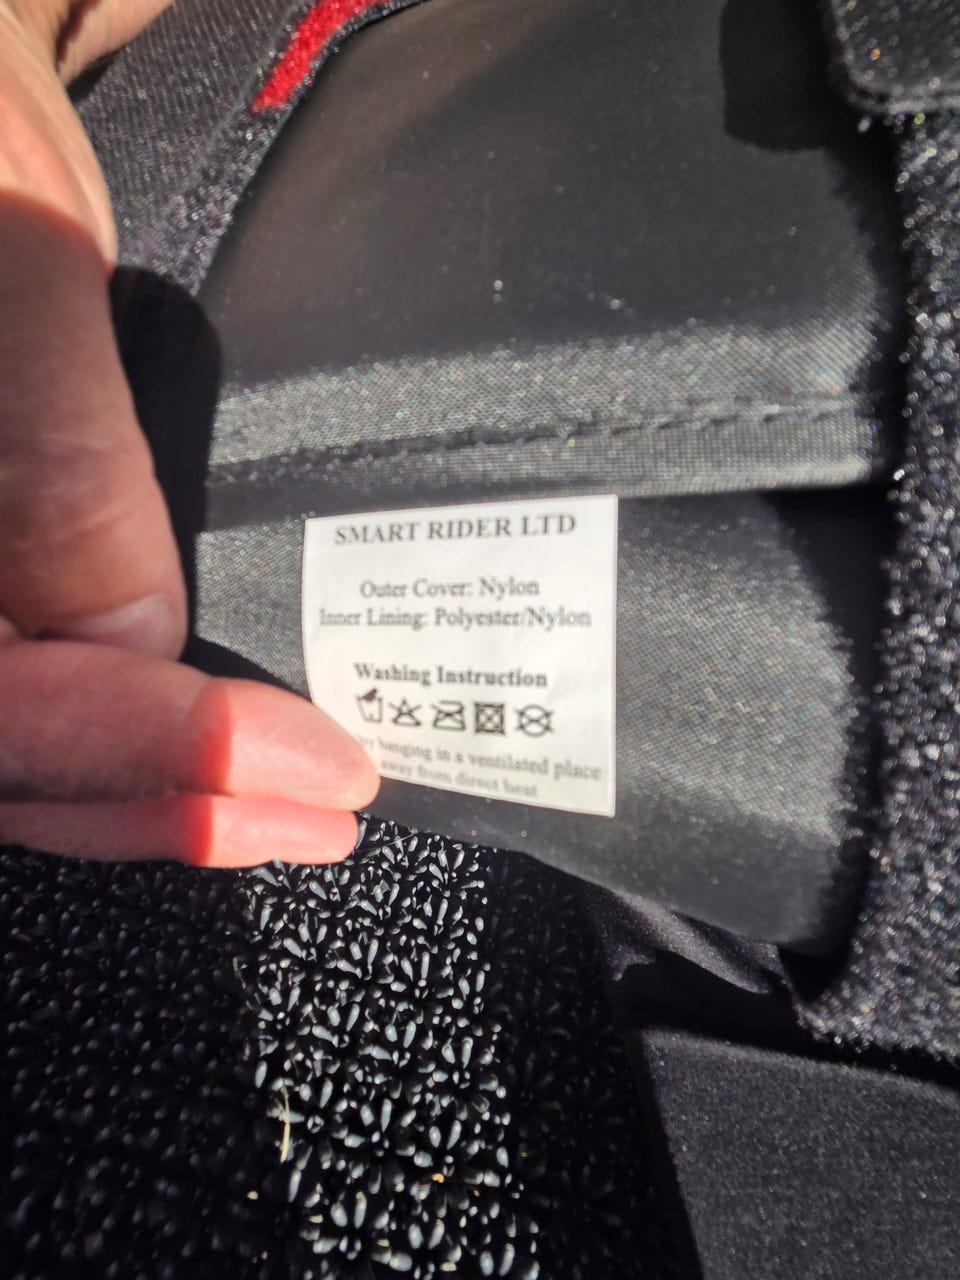 SMART RIDER LTD
Outer Cover: Nylon
Inner Lining: Polyester/Nylon
Washing Instruction
hanging in a ventilated place
away from direct heat